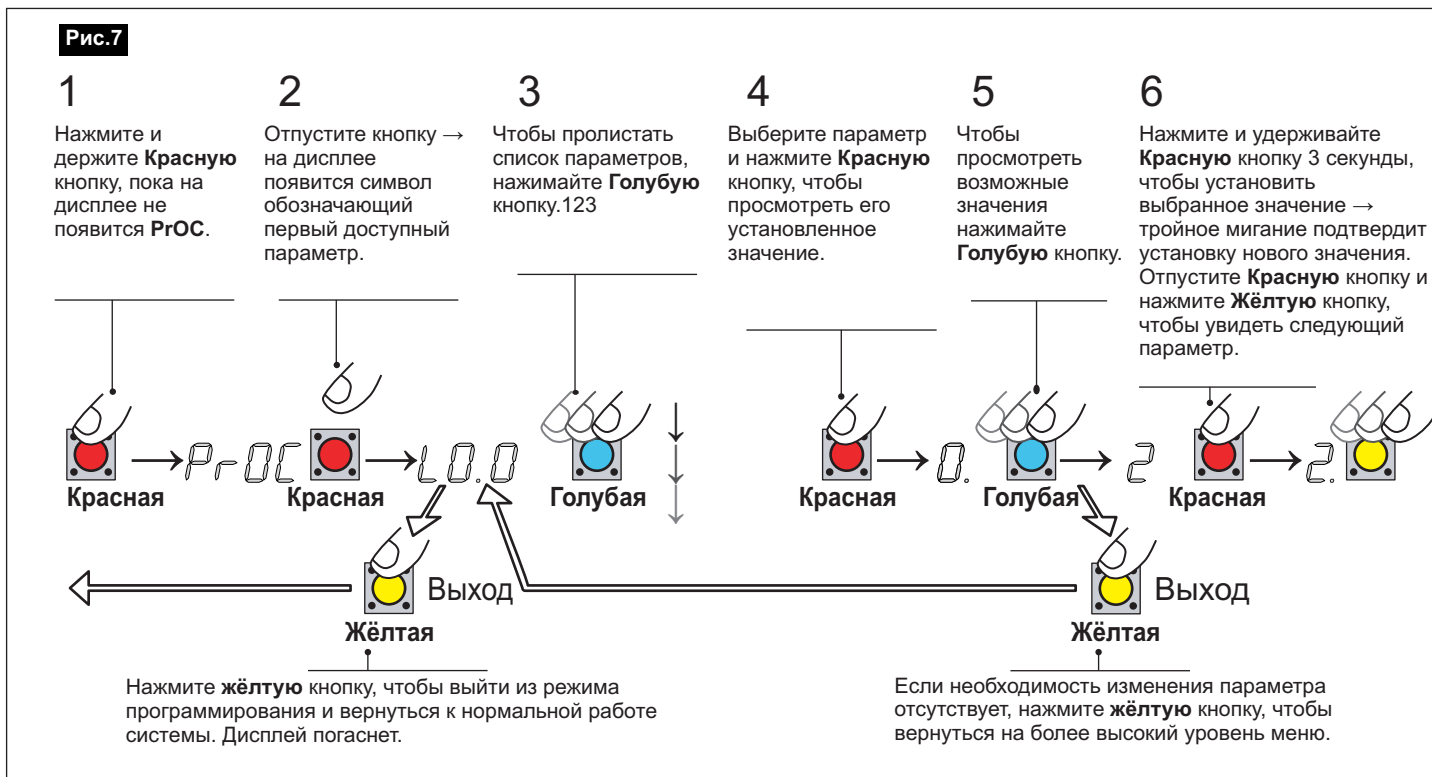 Рис.7
1
Нажмите и
держите Красную
кнопку, пока на
дисплее не
появится PrOC.
2
Отпустите кнопку →
на дисплее
появится символ
обозначающий
первый доступный
параметр.
3
Чтобы пролистать
список параметров,
нажимайте Голубую
кнопку.123
4
Выберите параметр
и нажмите Красную
кнопку, чтобы
просмотреть его
установленное
значение.
5
Чтобы
просмотреть
возможные
значения
нажимайте
Голубую кнопку.
6
Нажмите и удерживайте
Красную кнопку 3 секунды,
чтобы установить
выбранное значение →
тройное мигание подтвердит
установку нового значения.
Отпустите Красную кнопку и
нажмите Жёлтую кнопку,
чтобы увидеть следующий
параметр.
PrOC
L0.0
0.
2
2.
Красная
Красная
Голубая
Красная
Голубая
Красная
Выход
Жёлтая
Выход
Жёлтая
Нажмите жёлтую кнопку, чтобы выйти из режима
программирования и вернуться к нормальной работе
системы. Дисплей погаснет.
Если необходимость изменения параметра
отсутствует, нажмите жёлтую кнопку, чтобы
вернуться на более высокий уровень меню.